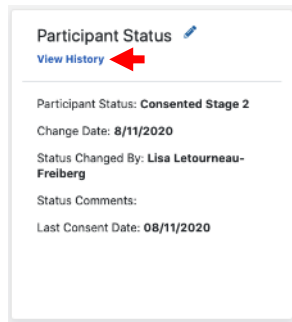 Participant Status
View History
Participant Status: Consented Stage 2
Change Date: 8/11/2020
Status Changed By: Lisa Letourneau-
Freiberg
Status Comments:
Last Consent Date: 08/11/2020